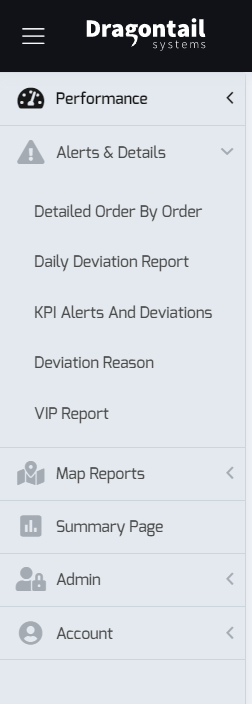 Dragontail
systems
Performance
Alerts & Details
Detailed Order By Order
Daily Deviation Report
KPI Alerts And Deviations
Deviation Reason
VIP Report
Map Reports
Summary Page
Admin
Account